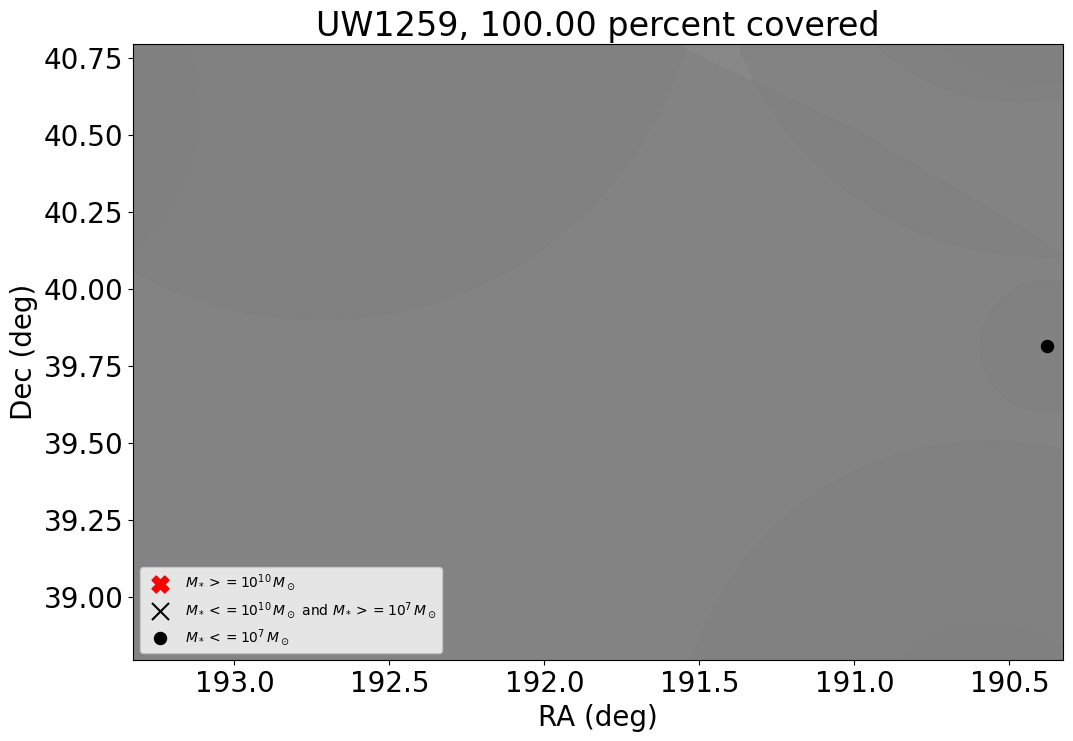 UW1259, 100.00 percent covered
40.75
40.50
40.25
40.00
39.75
39.50
39.25
39.00
Dec (deg)
M* >= 10^10 M⊙
M* <= 10^10 M⊙ and M* >= 10^7 M⊙
M* <= 10^7 M⊙
193.0 192.5 192.0 191.5 191.0 190.5
RA (deg)